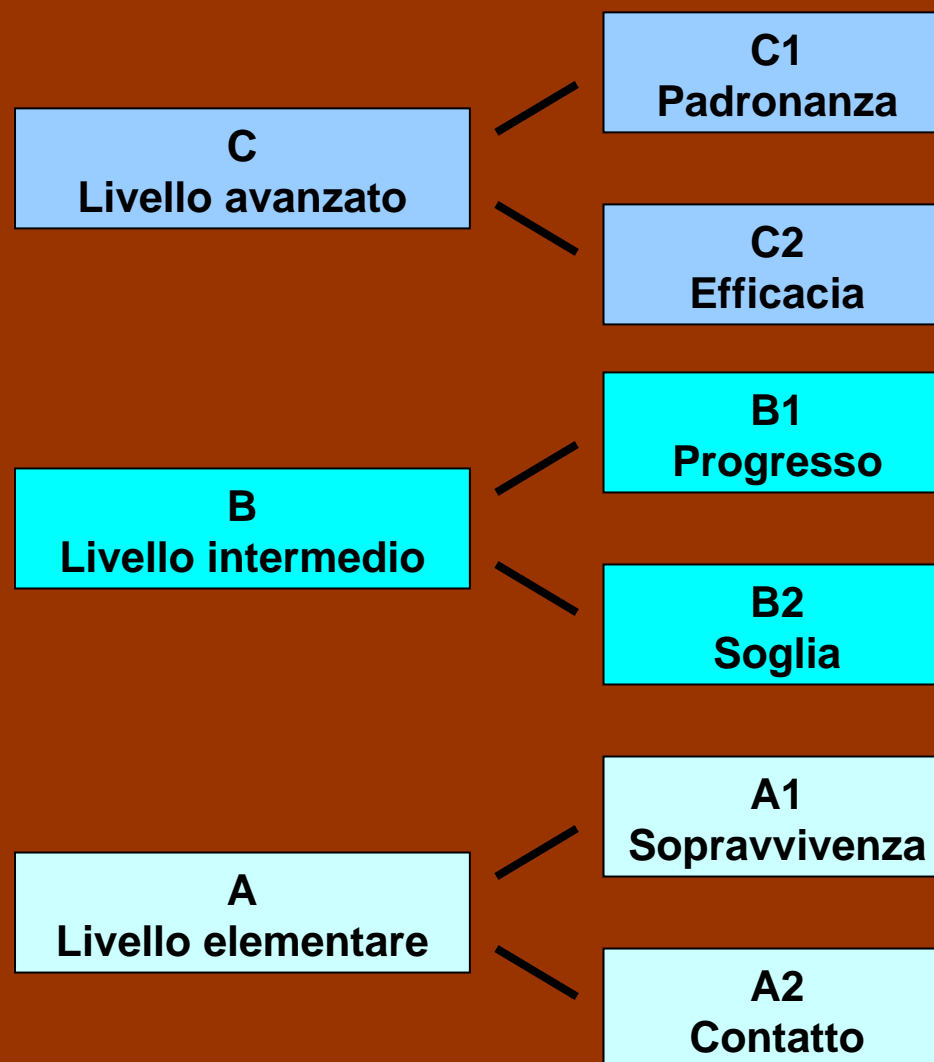 C1
Padronanza
C
Livello avanzato
C2
Efficacia
B1
Progresso
B
Livello intermedio
B2
Soglia
A1
Sopravvivenza
A
Livello elementare
A2
Contatto